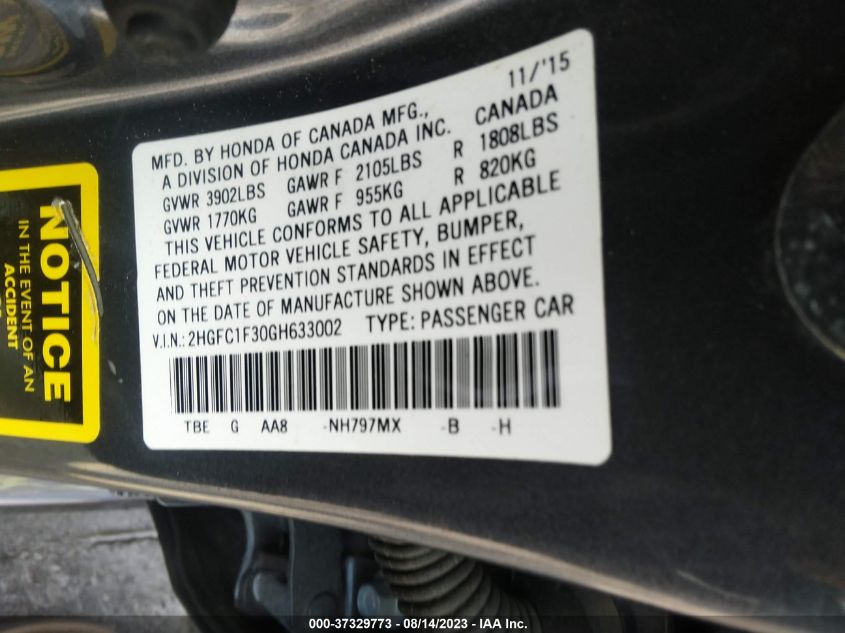 11/'15
MFD. BY HONDA OF CANADA MFG.,
A DIVISION OF HONDA CANADA INC. CANADA
GVWR 3902LBS GAWR F 2105LBS R 1808LBS
GVWR 1770KG GAWR F 955KG R 820KG
THIS VEHICLE CONFORMS TO ALL APPLICABLE
FEDERAL MOTOR VEHICLE SAFETY, BUMPER,
AND THEFT PREVENTION STANDARDS IN EFFECT
ON THE DATE OF MANUFACTURE SHOWN ABOVE.
V.I.N.: 2HGFC1F30GH633002 TYPE: PASSENGER CAR
TBE G AA8 -NH797MX -B -H
NOTICE
IN THE EVENT OF AN
ACCIDENT
000-37329773 - 08/14/2023 - IAA Inc.